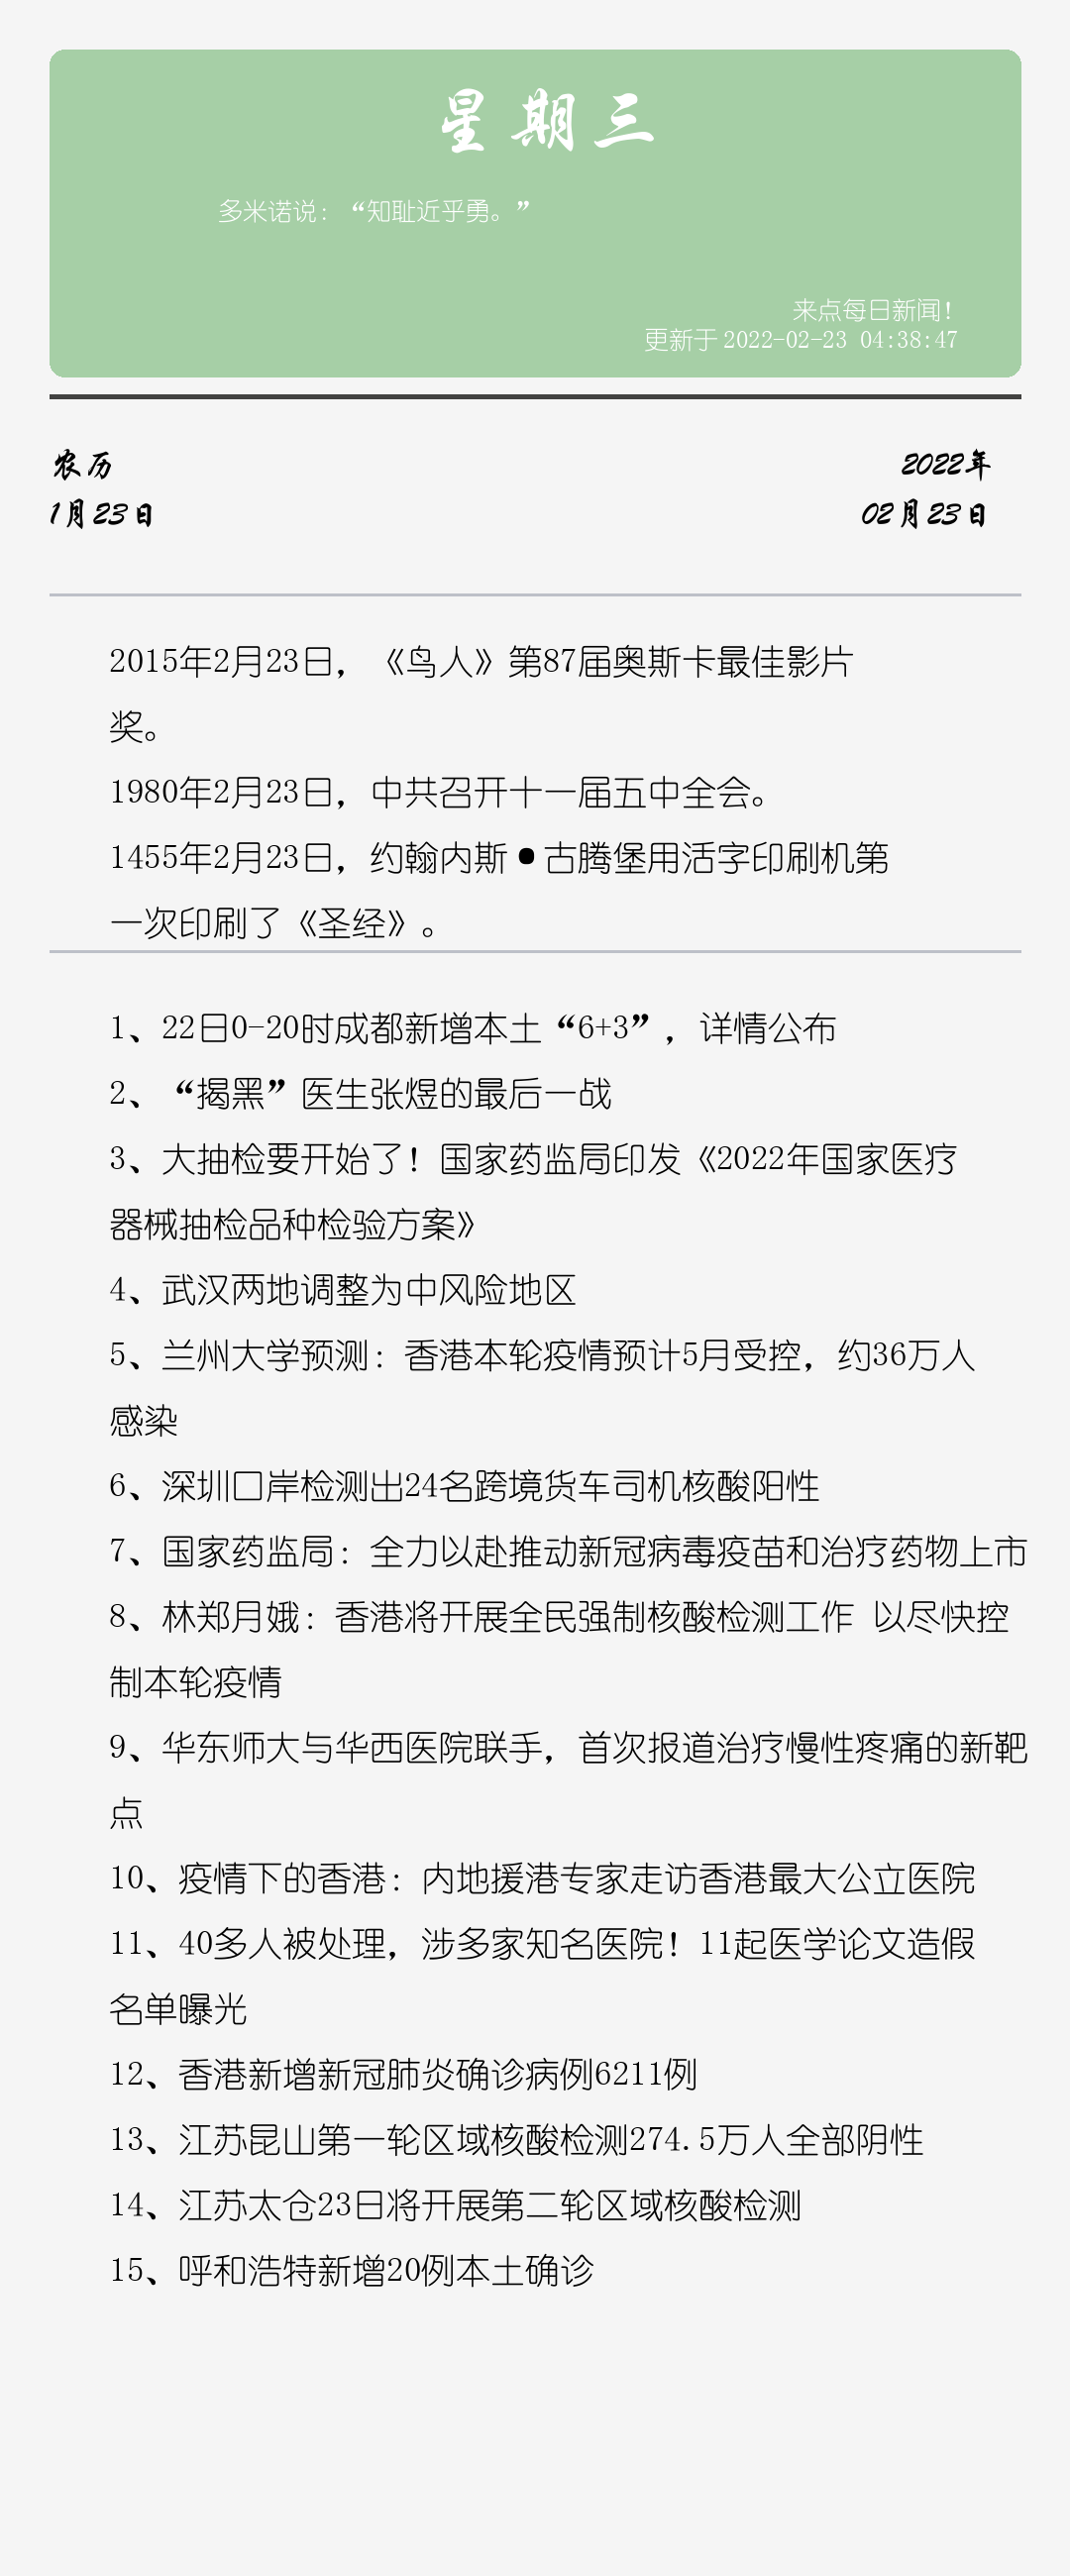 星期三
多米诺说：“知耻近乎勇。”
来点每日新闻！
更新于 2022-02-23 04:38:47
农历
2022年
1月23日
02月23日
2015年2月23日，《鸟人》第87届奥斯卡最佳影片
奖。
1980年2月23日，中共召开十一届五中全会。
1455年2月23日，约翰内斯•古腾堡用活字印刷机第
一次印刷了《圣经》。
1、22日0-20时成都新增本土“6+3”，详情公布
2、“揭黑”医生张煜的最后一战
3、大抽检要开始了！国家药监局印发《2022年国家医疗
器械抽检品种检验方案》
4、武汉两地调整为中风险地区
5、兰州大学预测：香港本轮疫情预计5月受控，约36万人
感染
6、深圳口岸检测出24名跨境货车司机核酸阳性
7、国家药监局：全力以赴推动新冠病毒疫苗和治疗药物上市
8、林郑月娥：香港将开展全民强制核酸检测工作 以尽快控
制本轮疫情
9、华东师大与华西医院联手，首次报道治疗慢性疼痛的新靶
点
10、疫情下的香港：内地援港专家走访香港最大公立医院
11、40多人被处理，涉多家知名医院！11起医学论文造假
名单曝光
12、香港新增新冠肺炎确诊病例6211例
13、江苏昆山第一轮区域核酸检测274.5万人全部阴性
14、江苏太仓23日将开展第二轮区域核酸检测
15、呼和浩特新增20例本土确诊